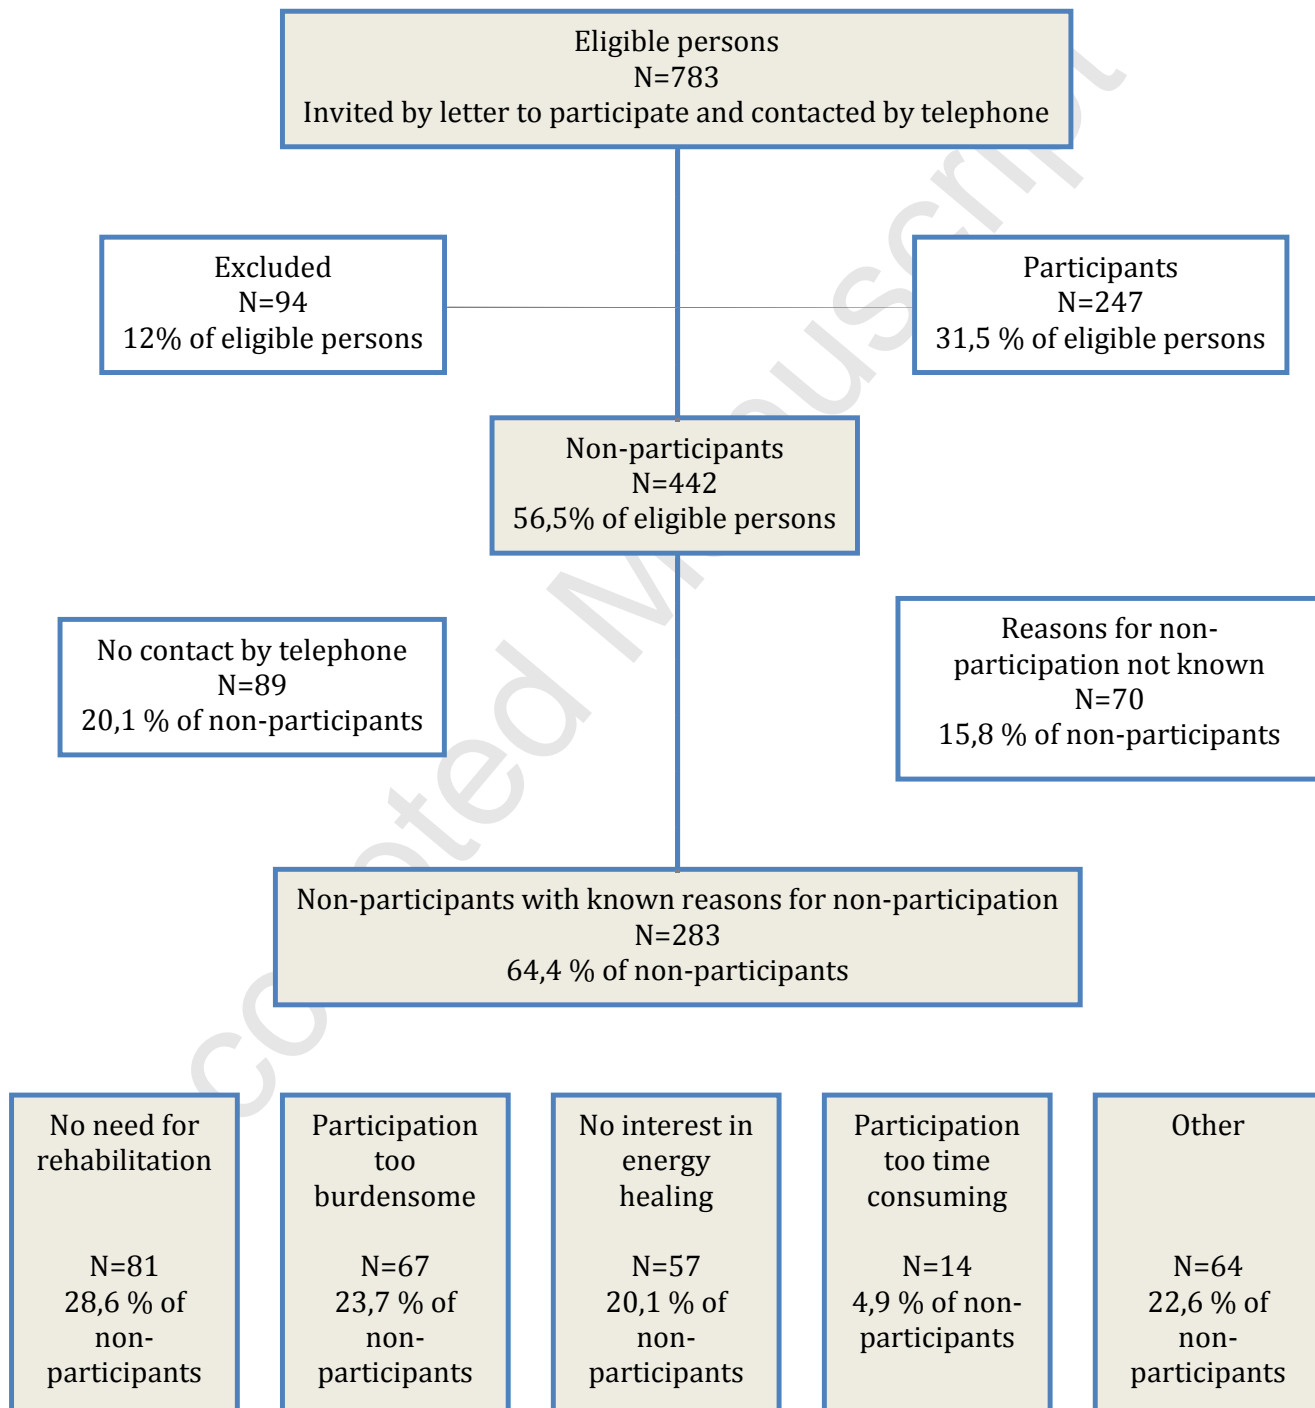 Eligible persons
N=783
Invited by letter to participate and contacted by telephone
Excluded
N=94
12% of eligible persons
Participants
N=247
31,5 % of eligible persons
Non-participants
N=442
56,5% of eligible persons
No contact by telephone
N=89
20,1 % of non-participants
Reasons for non-
participation not known
N=70
15,8 % of non-participants
Non-participants with known reasons for non-participation
N=283
64,4 % of non-participants
No need for
rehabilitation
N=81
28,6 % of
non-
participants
Participation
too
burdensome
N=67
23,7 % of
non-
participants
No interest in
energy
healing
N=57
20,1 % of
non-
participants
Participation
too time
consuming
N=14
4,9 % of non-
participants
Other
N=64
22,6 % of
non-
participants